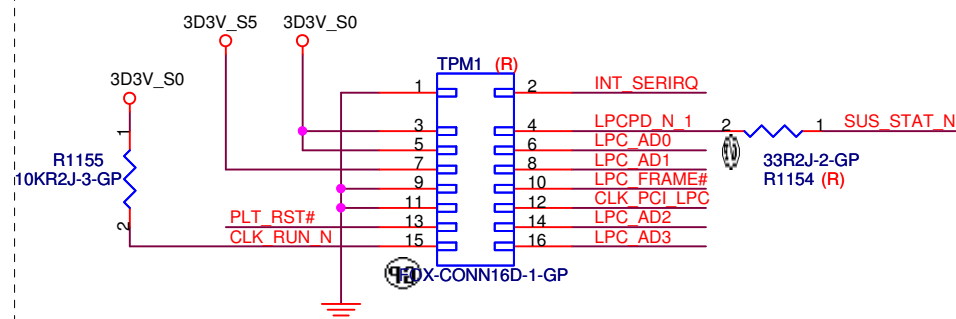 3D3V_S5 3D3V_S0
3D3V_S0
TPM1 (R)
1 2 INT_SERIRQ
3 4 LPCPD_N_1 2 1 SUS_STAT_N
5 6 LPC_AD0
7 8 LPC_AD1
9 10 LPC_FRAME#
11 12 CLK_PCI_LPC
PLT_RST# 13 14 LPC_AD2
CLK_RUN_N 15 16 LPC_AD3
1
R1155
10KR2J-3-GP
2
33R2J-2-GP
R1154 (R)
FOX-CONN16D-1-GP